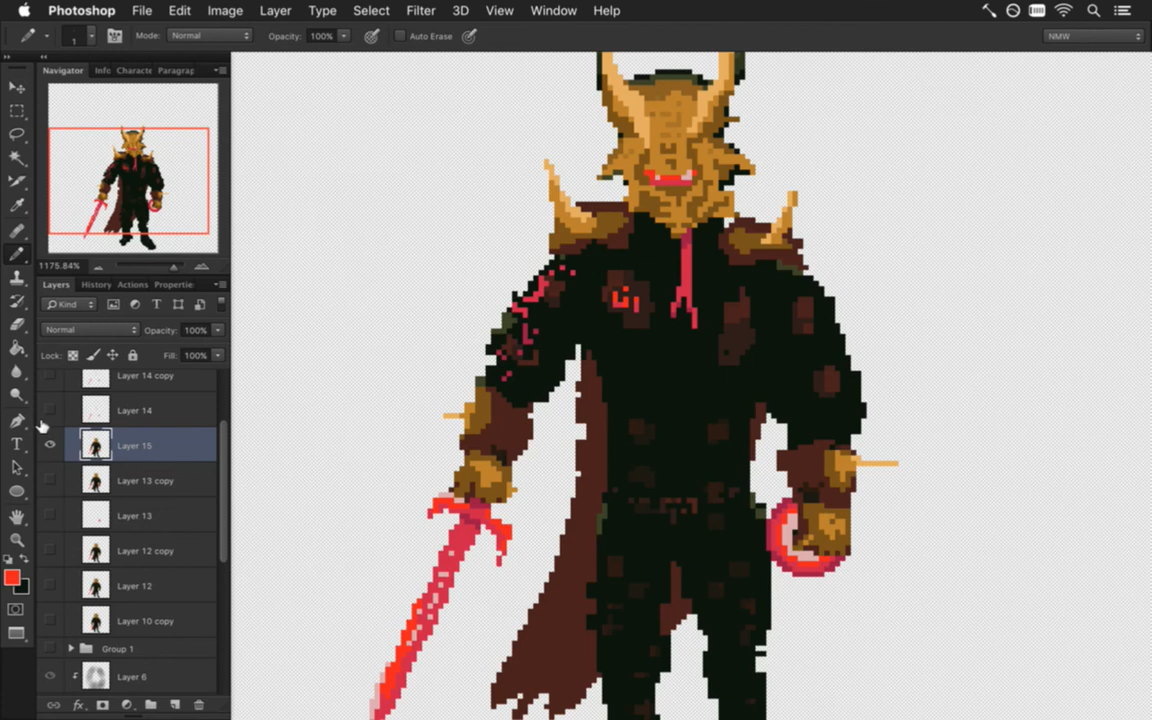 Photoshop File Edit Image Layer Type Select Filter 3D View Window Help
1 Mode: Normal Opacity: 100% Auto Erase NMW
Navigator Info Characte Paragrap
1175.84%
Layers History Actions Propertie
Kind
Normal Opacity: 100%
Lock: Fill: 100%
Layer 14 copy
Layer 14
Layer 15
Layer 13 copy
Layer 13
Layer 12 copy
Layer 12
Layer 10 copy
Group 1
Layer 6